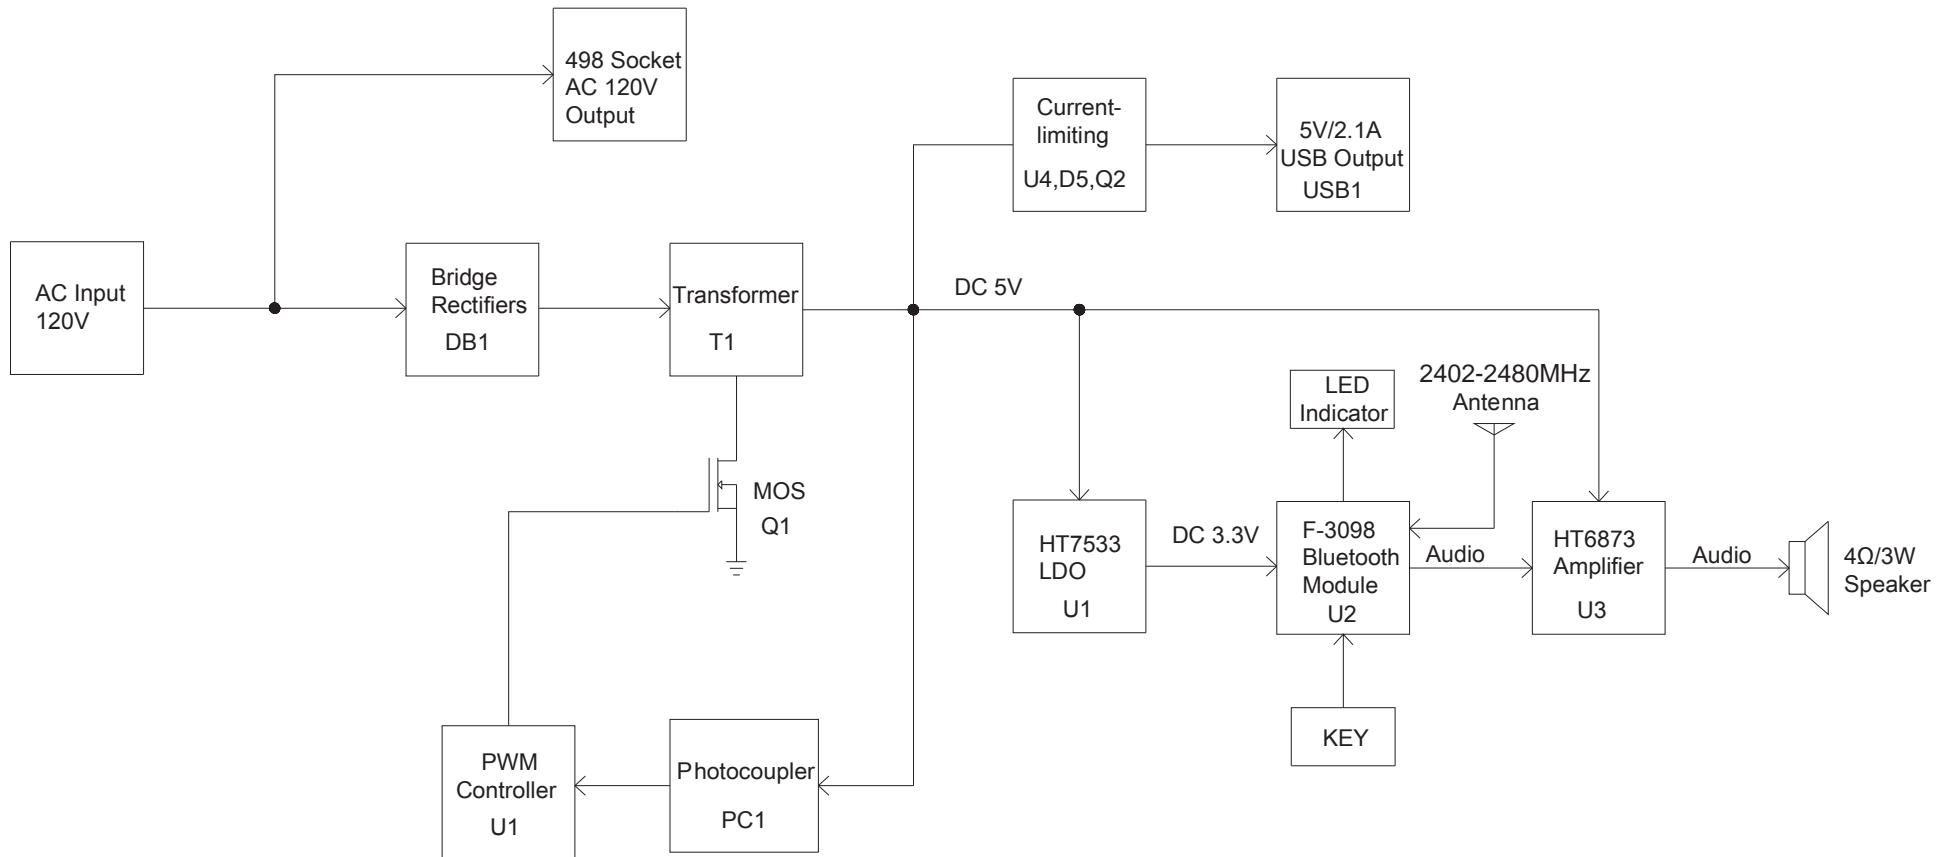 498 Socket
AC 120V
Output
Current-
limiting
U4,D5,Q2
5V/2.1A
USB Output
USB1
AC Input
120V
Bridge
Rectifiers
DB1
Transformer
T1
DC 5V
LED
Indicator
2402-2480MHz
Antenna
MOS
Q1
HT7533
LDO
U1
DC 3.3V
F-3098
Bluetooth
Module
U2
Audio
HT6873
Amplifier
U3
Audio
4Ω/3W
Speaker
KEY
PWM
Controller
U1
Photocoupler
PC1